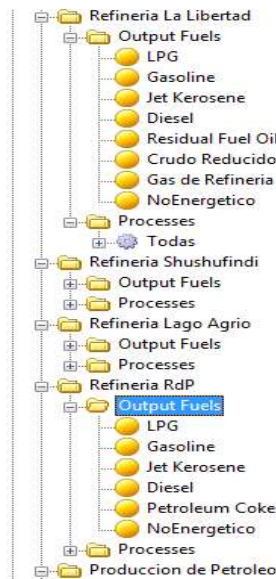 Refineria La Libertad
Output Fuels
LPG
Gasoline
Jet Kerosene
Diesel
Residual Fuel Oil
Crudo Reducido
Gas de Refineria
NoEnergetico
Processes
Todas
Refineria Shushufindi
Output Fuels
Processes
Refineria Lago Agrio
Output Fuels
Processes
Refineria RdP
Output Fuels
LPG
Gasoline
Jet Kerosene
Diesel
Petroleum Coke
NoEnergetico
Processes
Produccion de Petroleo